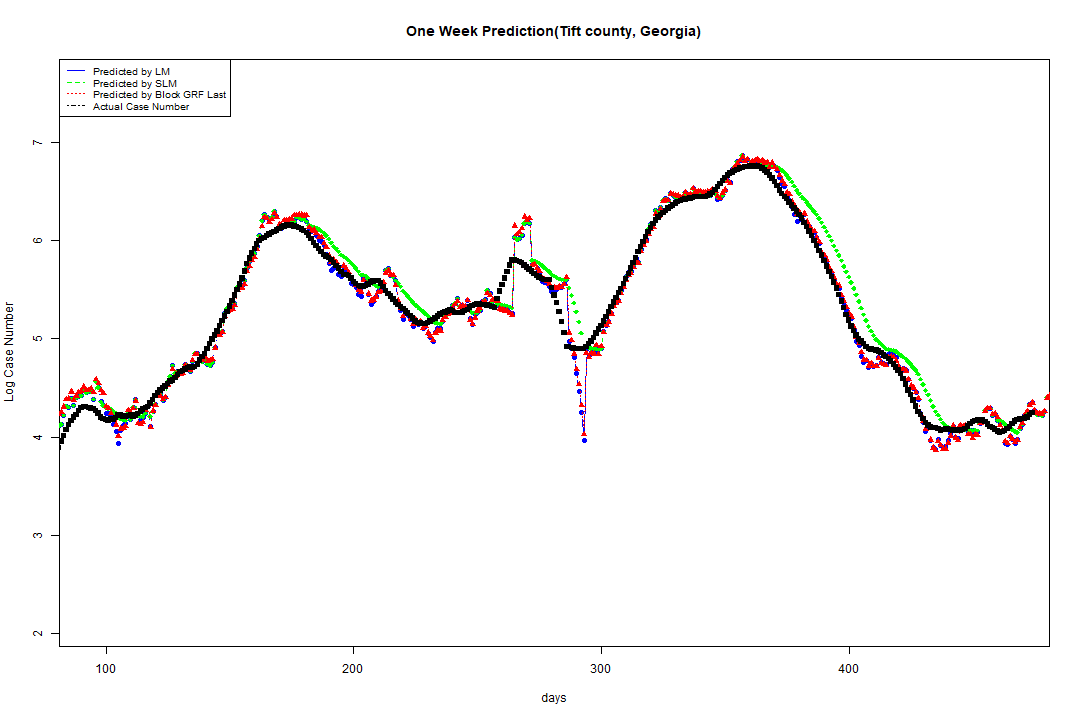 One Week Prediction(Tift county, Georgia)
Predicted by LM
Predicted by SLM
Predicted by Block GRF Last
Actual Case Number
7
6
5
4
3
2
Log Case Number
100 200 300 400
days